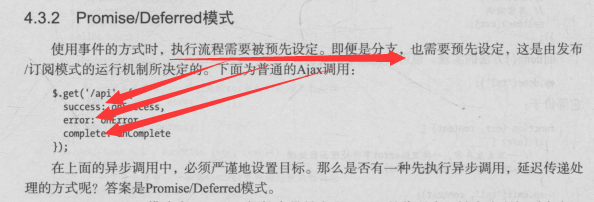 4.3.2 Promise/Deferred模式
使用事件的方式时，执行流程需要被预先设定。即便是分支，也需要预先设定，这是由发布
/订阅模式的运行机制所决定的。下面为普通的Ajax调用：
$.get('/api',
success: onSuccess,
error: onError,
complete: onComplete
});
在上面的异步调用中，必须严谨地设置目标。那么是否有一种先执行异步调用，延迟传递处
理的方式呢？答案是Promise/Deferred模式。